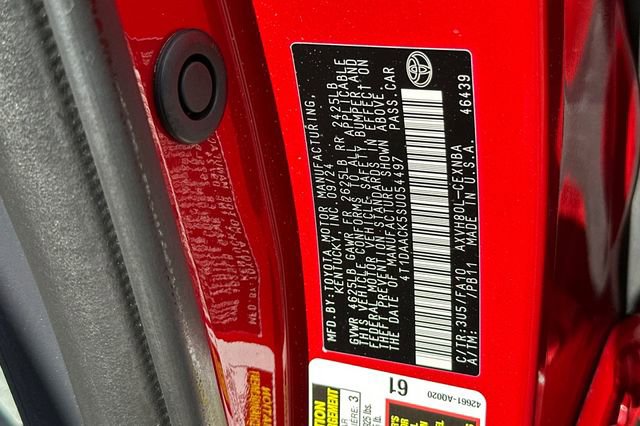 MFD.BY:TOYOTA MOTOR MANUFACTURING,
KENTUCKY, INC. 09/24
GVWR 4625LB GAWR FR 2625LB RR 2425LB
THIS VEHICLE CONFORMS TO ALL APPLICABLE
FEDERAL MOTOR VEHICLE SAFETY, BUMPER, AND
THEFT PREVENTION STANDARDS IN EFFECT ON
THE DATE OF MANUFACTURE SHOWN ABOVE.
4T1DAACK5SU054497 PASS.CAR
C/TR:3U5/FA10 AXVH80L-CEXNBA
A/TM: /PB11 MADE IN U.S.A. 46439
61
42661-A0020